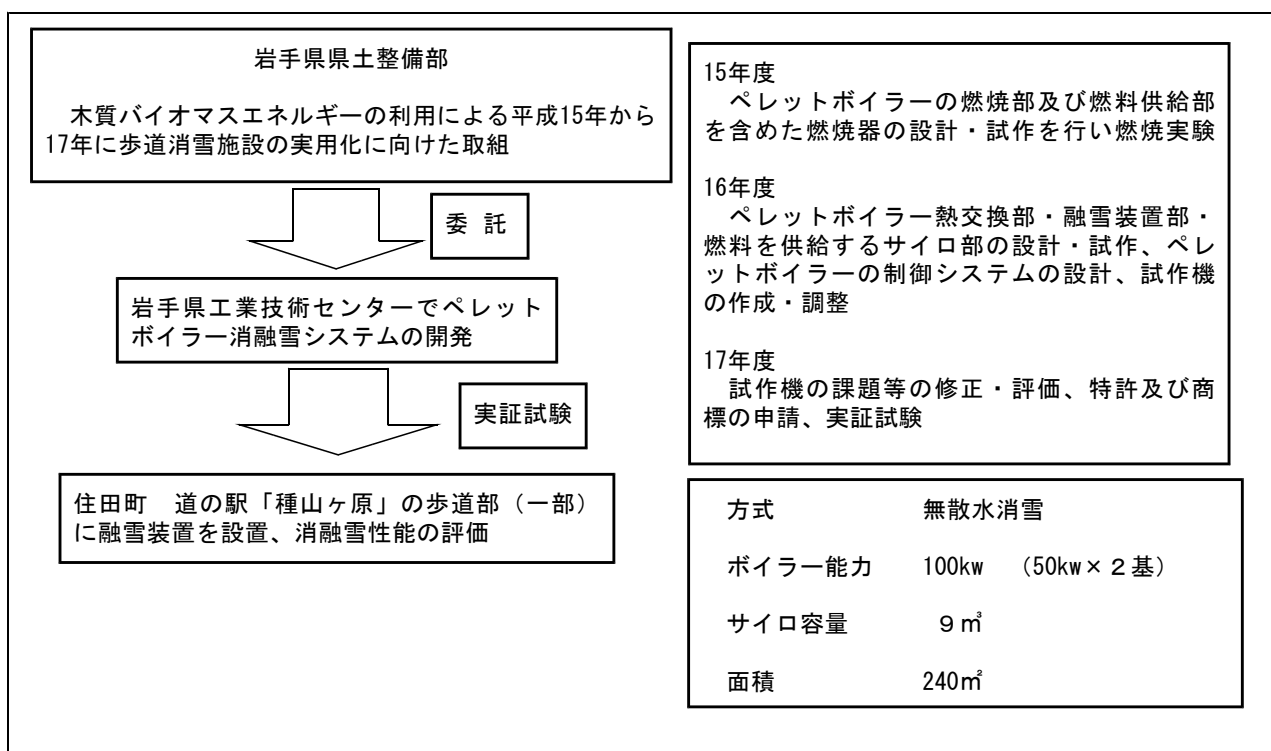 岩手県県土整備部
木質バイオマスエネルギーの利用による平成15年から
17年に歩道消雪施設の実用化に向けた取組
委 託
岩手県工業技術センターでペレット
ボイラー消融雪システムの開発
実証試験
住田町 道の駅「種山ヶ原」の歩道部（一部）
に融雪装置を設置、消融雪性能の評価
15年度
ペレットボイラーの燃焼部及び燃料供給部
を含めた燃焼器の設計・試作を行い燃焼実験
16年度
ペレットボイラー熱交換部・融雪装置部・
燃料を供給するサイロ部の設計・試作、ペレ
ットボイラーの制御システムの設計、試作機
の作成・調整
17年度
試作機の課題等の修正・評価、特許及び商
標の申請、実証試験
方式 無散水消雪
ボイラー能力 100kw （50kw×２基）
サイロ容量 ９㎥
面積 240㎡